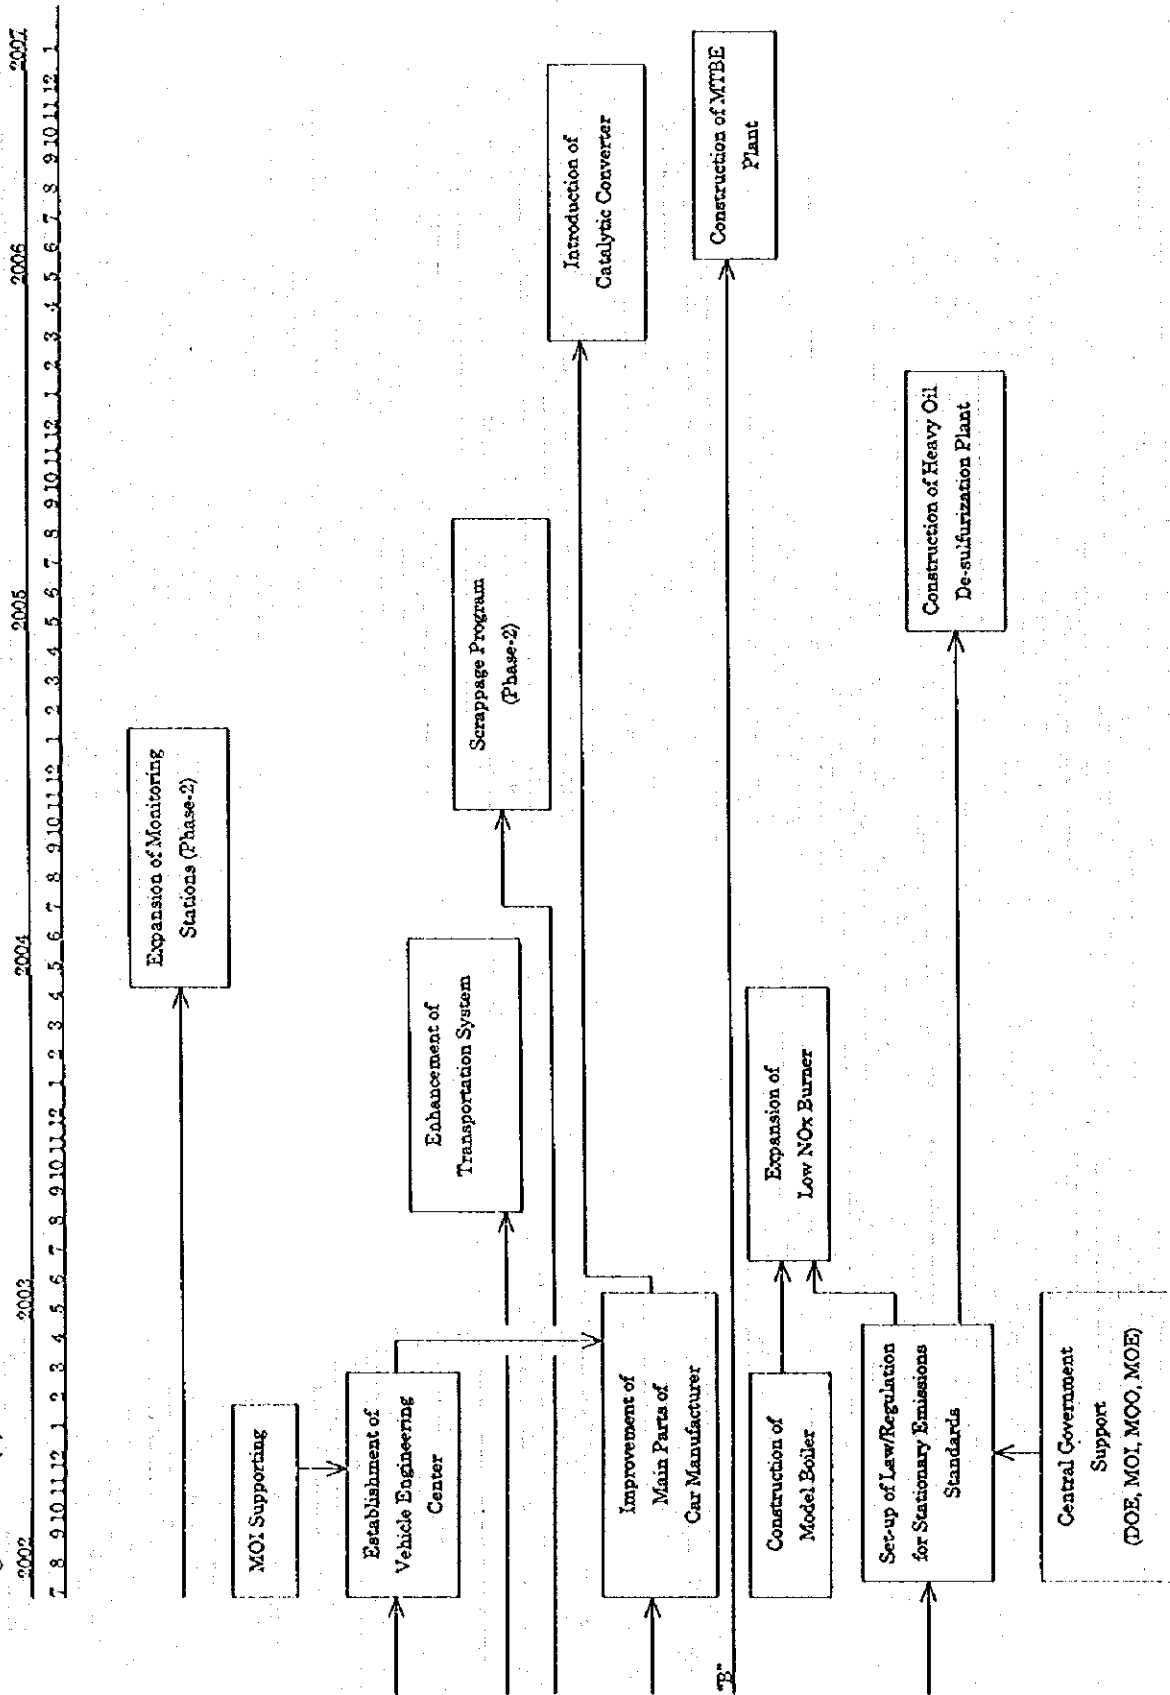 2002 2003 2004 2005 2006 2007
7 8 9 10 11 12 1 2 3 4 5 6 7 8 9 10 11 12 1 2 3 4 5 6 7 8 9 10 11 12 1 2 3 4 5 6 7 8 9 10 11 12 1 2 3 4 5 6 7 8 9 10 11 12 1
Expansion of Monitoring
Stations (Phase-2)
MOI Supporting
Establishment of
Vehicle Engineering
Center
Enhancement of
Transportation System
Scrappage Program
(Phase-2)
Introduction of
Catalytic Converter
Improvement of
Main Parts of
Car Manufacturer
"B"
Construction of MTBE
Plant
Construction of
Model Boiler
Expansion of
Low NOx Burner
Set-up of Law/Regulation
for Stationary Emissions
Standards
Construction of Heavy Oil
De-sulfurization Plant
Central Government
Support
(DOE, MOI, MOO, MOE)